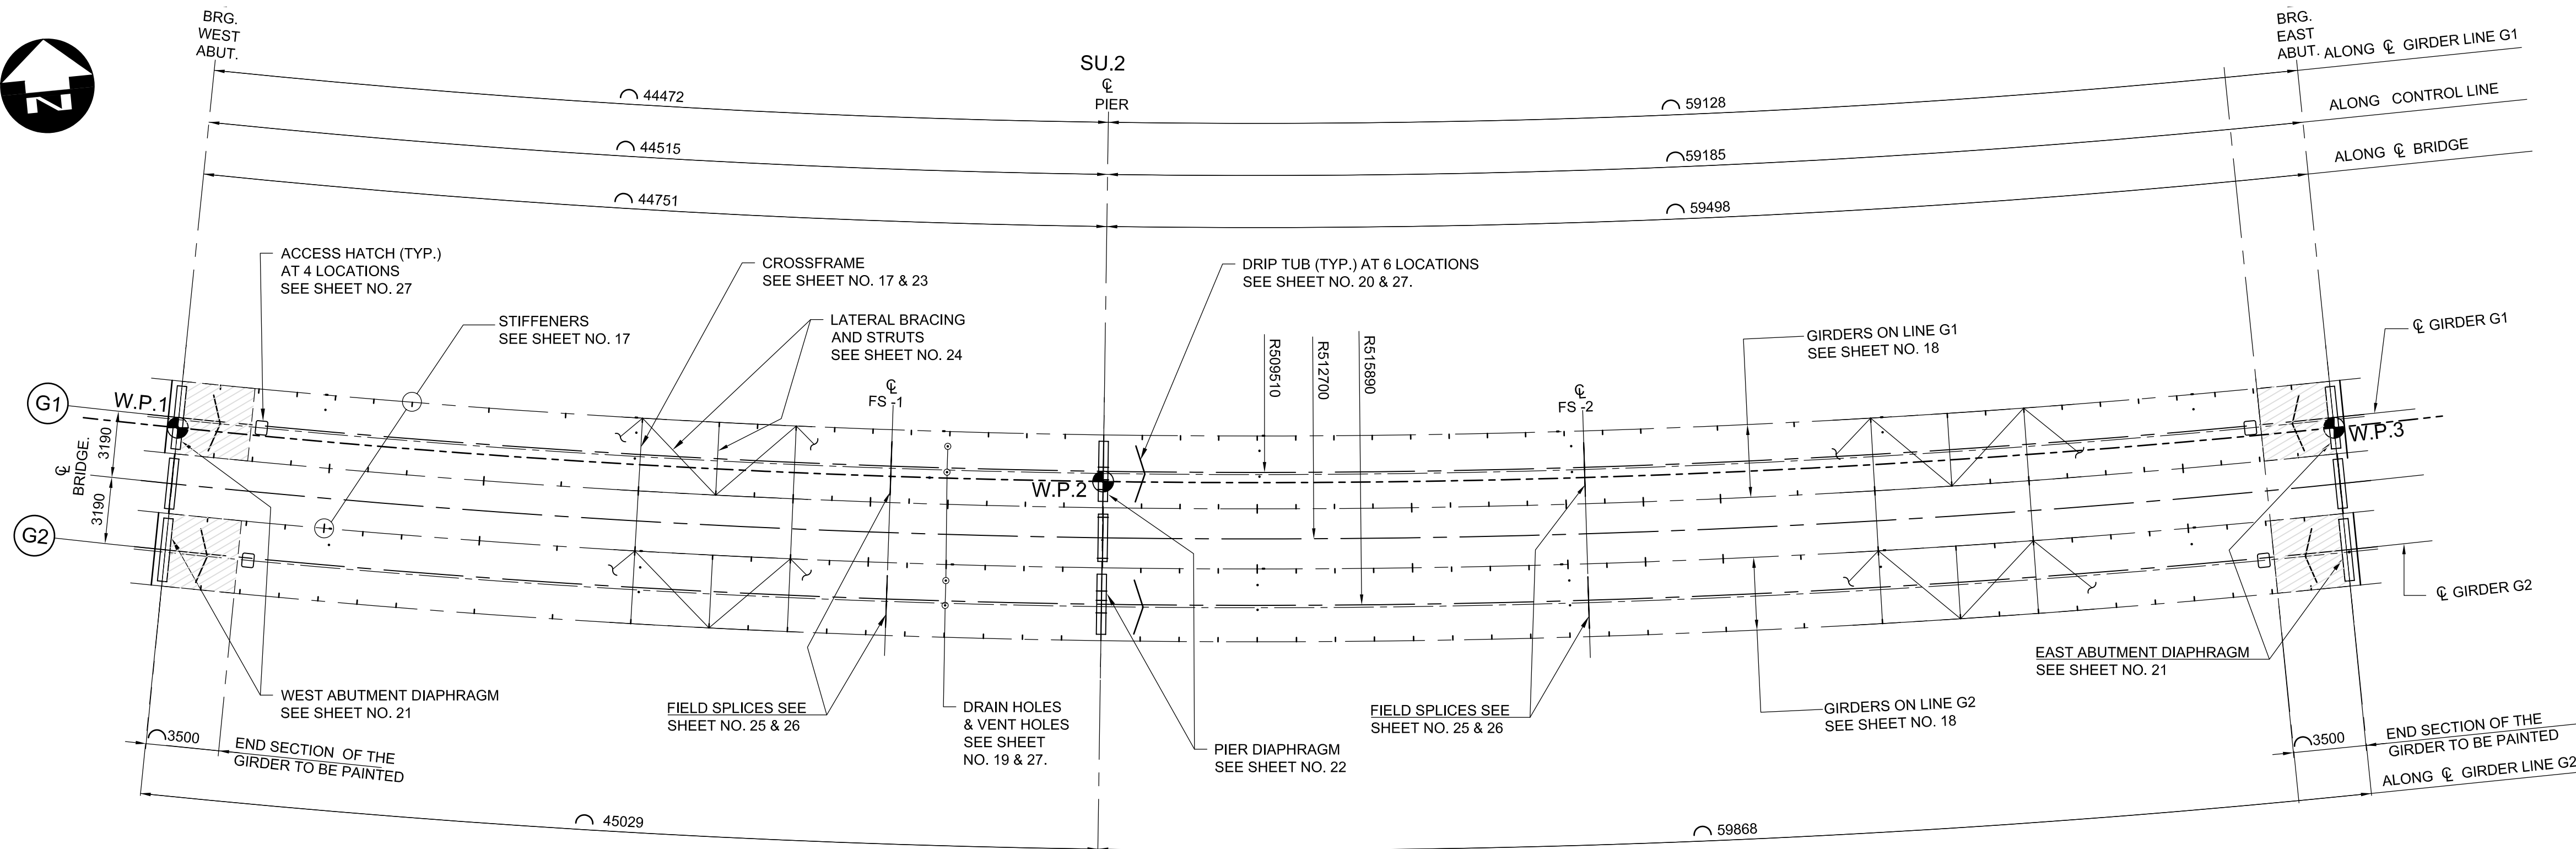 BRG.
WEST
ABUT.
N
SU.2
℄
PIER
BRG.
EAST
ABUT.
ALONG ℄ GIRDER LINE G1
44472
59128
ALONG CONTROL LINE
44515
59185
ALONG ℄ BRIDGE
44751
59498
ACCESS HATCH (TYP.)
AT 4 LOCATIONS
SEE SHEET NO. 27
CROSSFRAME
SEE SHEET NO. 17 & 23
DRIP TUB (TYP.) AT 6 LOCATIONS
SEE SHEET NO. 20 & 27.
STIFFENERS
SEE SHEET NO. 17
LATERAL BRACING
AND STRUTS
SEE SHEET NO. 24
R509510
R512700
R515890
GIRDERS ON LINE G1
SEE SHEET NO. 18
℄ GIRDER G1
℄
FS -1
℄
FS -2
G1
W.P.1
W.P.2
W.P.3
℄
BRIDGE.
3190
3190
G2
℄ GIRDER G2
WEST ABUTMENT DIAPHRAGM
SEE SHEET NO. 21
FIELD SPLICES SEE
SHEET NO. 25 & 26
DRAIN HOLES
& VENT HOLES
SEE SHEET
NO. 19 & 27.
PIER DIAPHRAGM
SEE SHEET NO. 22
FIELD SPLICES SEE
SHEET NO. 25 & 26
GIRDERS ON LINE G2
SEE SHEET NO. 18
EAST ABUTMENT DIAPHRAGM
SEE SHEET NO. 21
3500
END SECTION OF THE
GIRDER TO BE PAINTED
3500
END SECTION OF THE
GIRDER TO BE PAINTED
ALONG ℄ GIRDER LINE G2
45029
59868